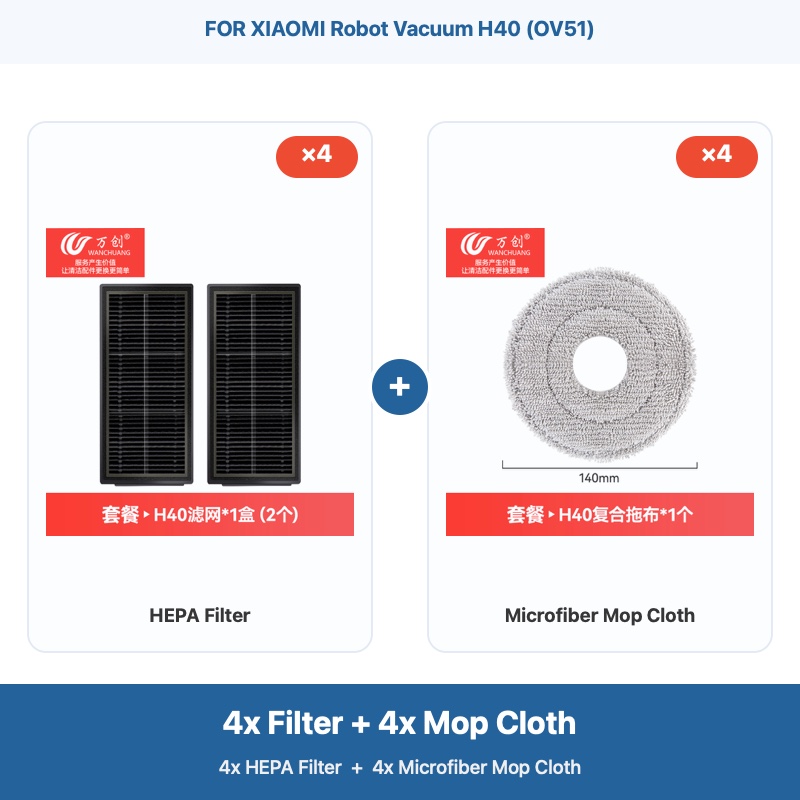 FOR XIAOMI Robot Vacuum H40 (OV51)
×4
万创®
WANCHUANG
服务产生价值
让清洁配件更换更简单
套餐▸H40滤网*1盒 (2个)
HEPA Filter
+
×4
万创®
WANCHUANG
服务产生价值
让清洁配件更换更简单
140mm
套餐▸H40复合拖布*1个
Microfiber Mop Cloth
4x Filter + 4x Mop Cloth
4x HEPA Filter + 4x Microfiber Mop Cloth